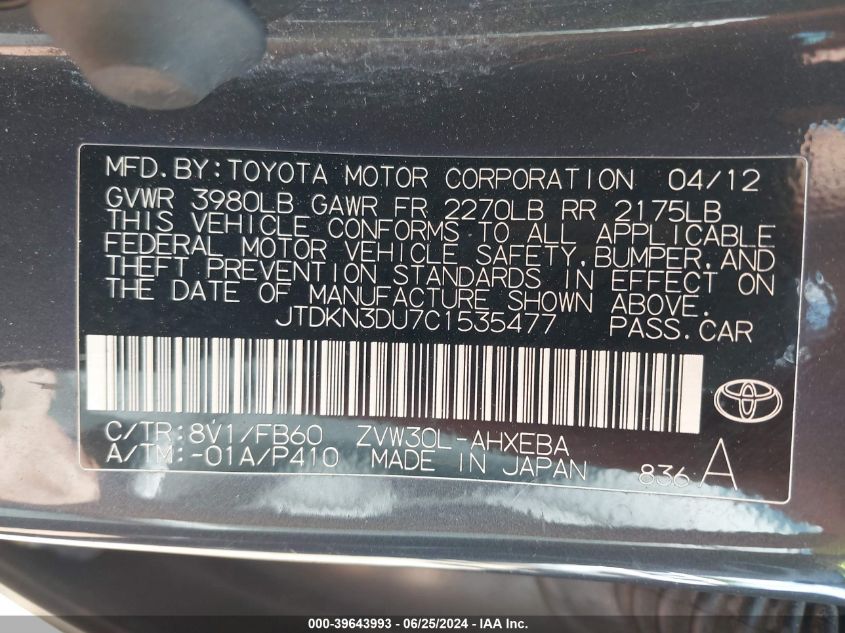 MFD. BY: TOYOTA MOTOR CORPORATION 04/12
GVWR 3980LB GAWR FR 2270LB RR 2175LB
THIS VEHICLE CONFORMS TO ALL APPLICABLE
FEDERAL MOTOR VEHICLE SAFETY, BUMPER, AND
THEFT PREVENTION STANDARDS IN EFFECT ON
THE DATE OF MANUFACTURE SHOWN ABOVE.
JTDKN3DU7C1535477 PASS. CAR
C/TR: 8V1/FB60 ZVW30L-AHXEBA
A/TM: -01A/P410 MADE IN JAPAN 836 A
000-39643993 - 06/25/2024 - IAA Inc.